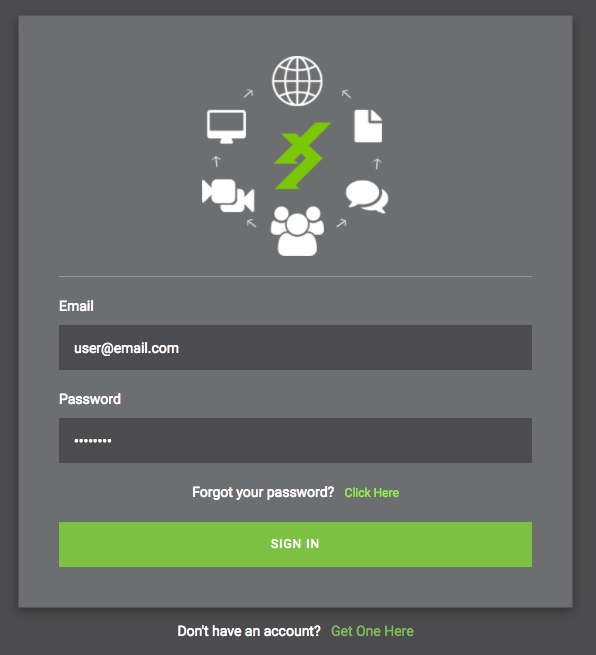 Email
user@email.com
Password
••••••••
Forgot your password? Click Here
SIGN IN
Don't have an account? Get One Here